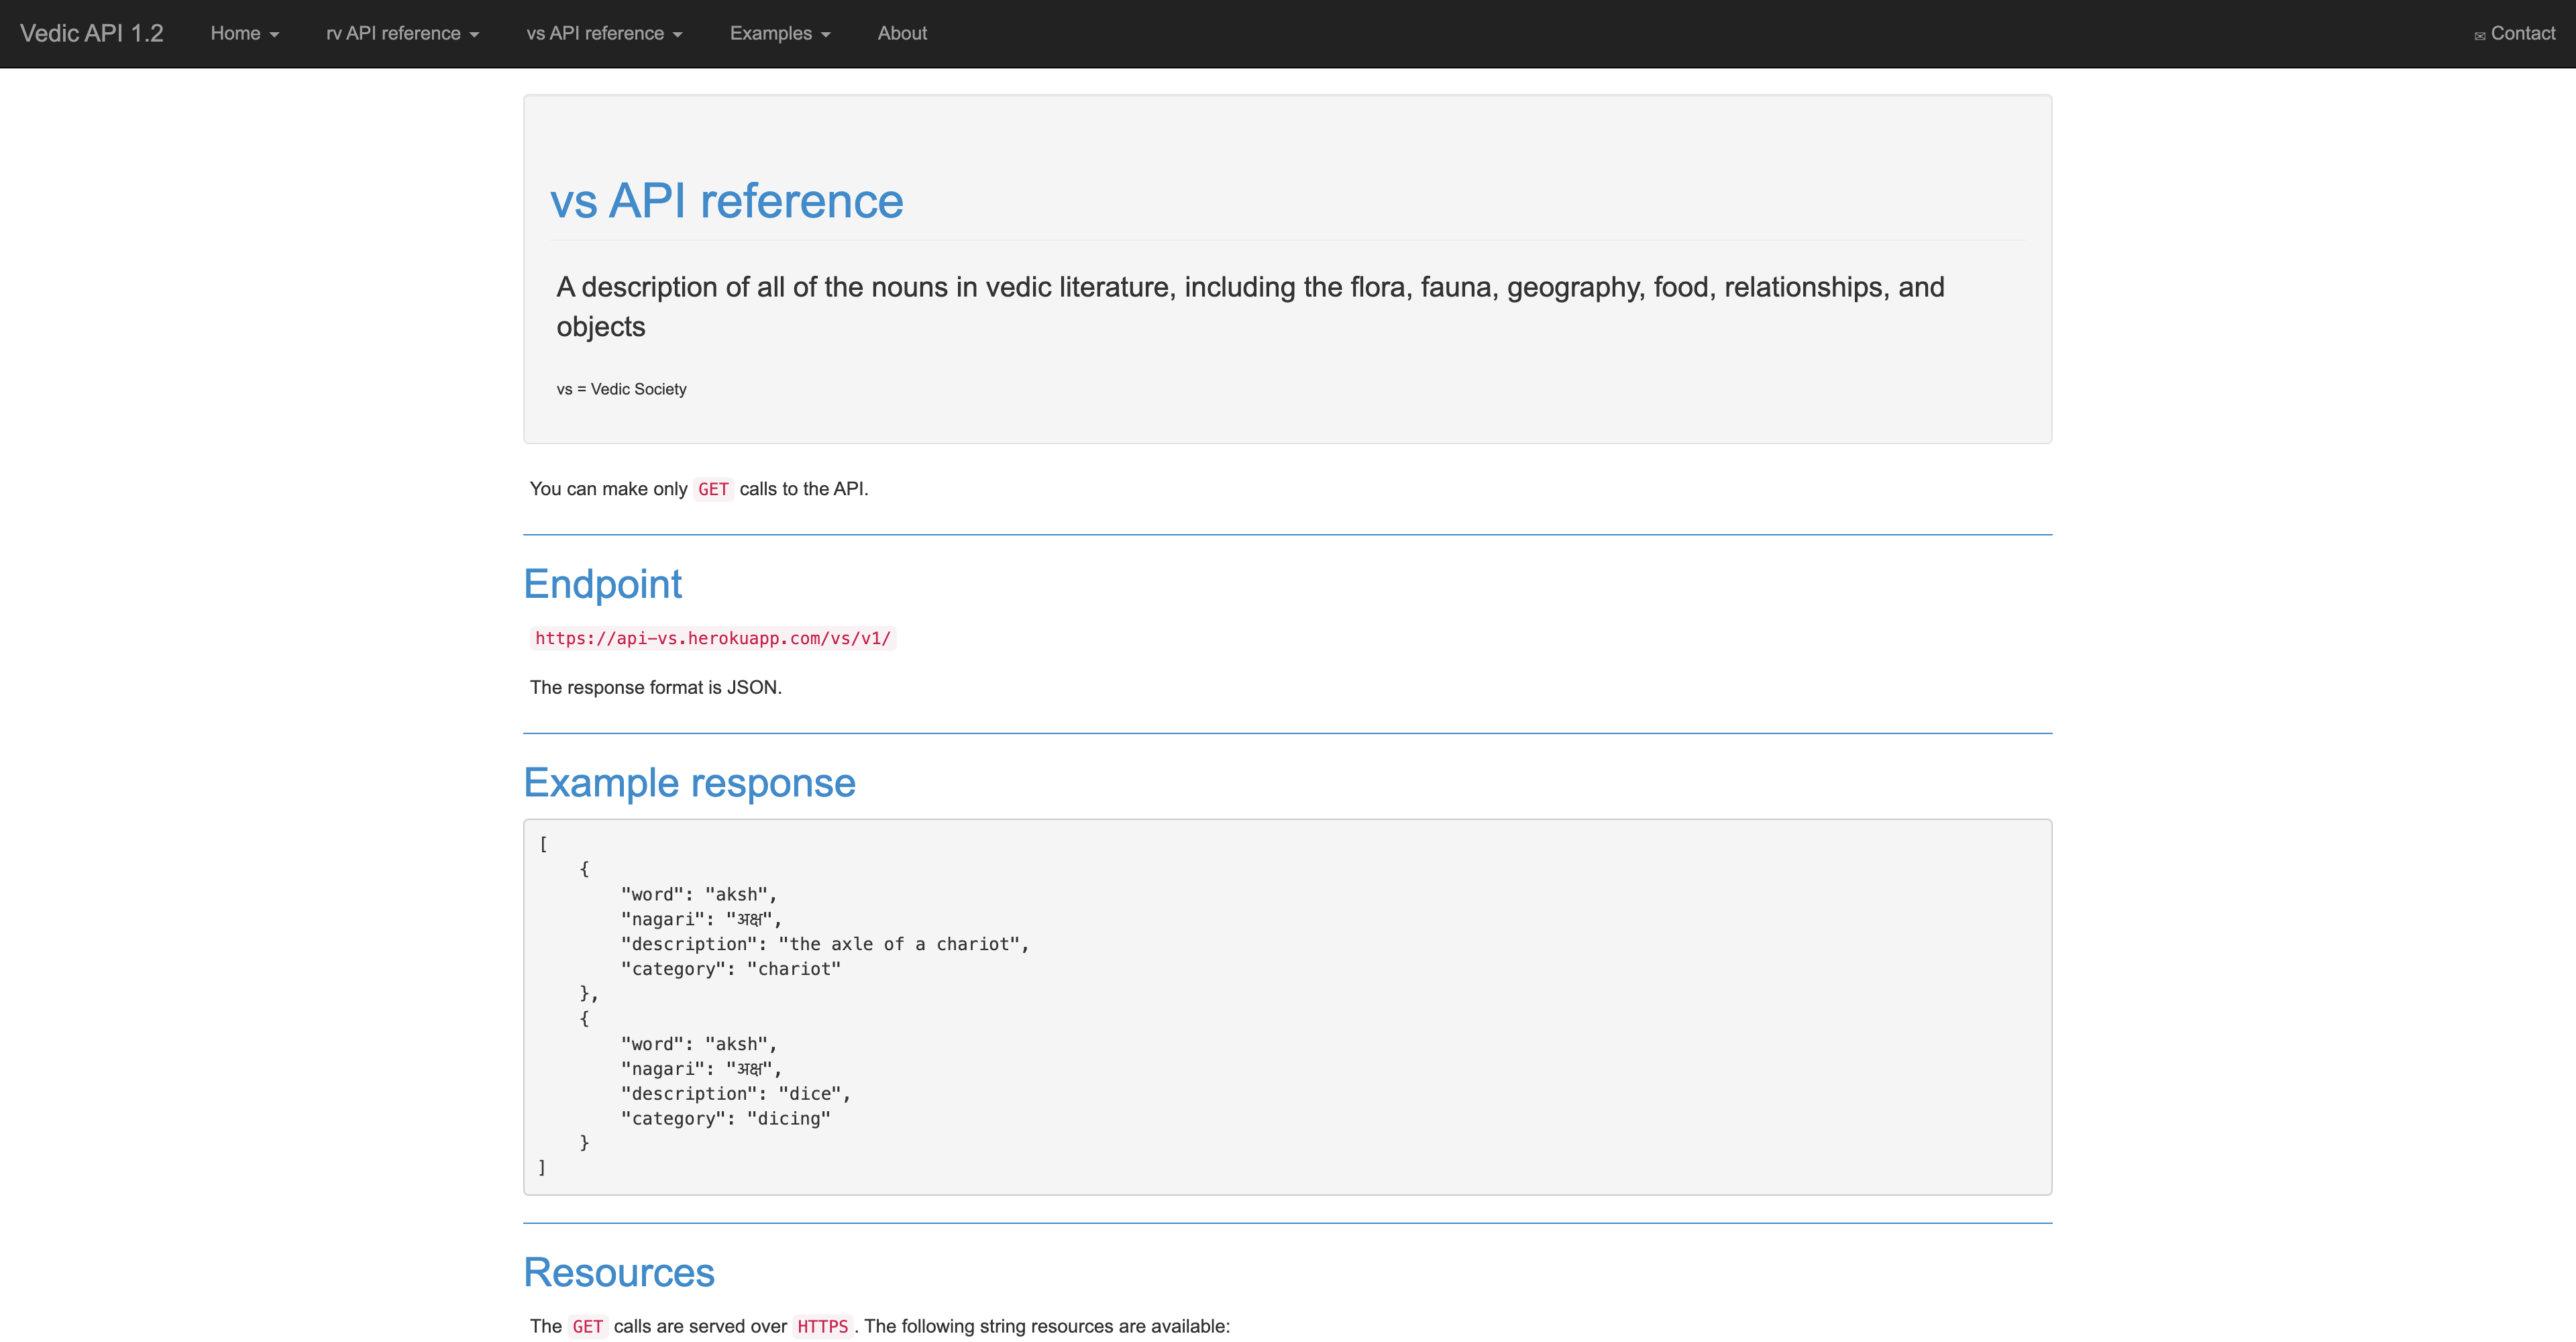 Vedic API 1.2 Home rv API reference vs API reference Examples About ✉ Contact
vs API reference
A description of all of the nouns in vedic literature, including the flora, fauna, geography, food, relationships, and
objects
vs = Vedic Society
You can make only GET calls to the API.
Endpoint
https://api-vs.herokuapp.com/vs/v1/
The response format is JSON.
Example response
[
    {
        "word": "aksh",
        "nagari": "अक्ष",
        "description": "the axle of a chariot",
        "category": "chariot"
    },
    {
        "word": "aksh",
        "nagari": "अक्ष",
        "description": "dice",
        "category": "dicing"
    }
]
Resources
The GET calls are served over HTTPS . The following string resources are available: